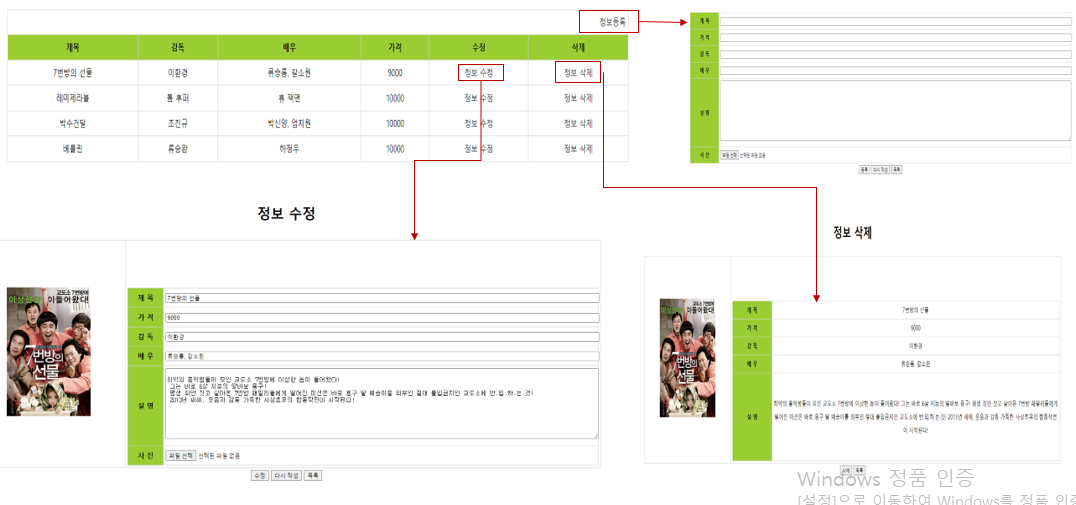 정보등록
제목 감독 배우 가격 수정 삭제
7번방의 선물 이환경 류승룡, 갈소원 9000 정보 수정 정보 삭제
레미제라블 톰 후퍼 휴 잭맨 10000 정보 수정 정보 삭제
박수건달 조진규 박신양, 엄지원 10000 정보 수정 정보 삭제
베를린 류승완 하정우 10000 정보 수정 정보 삭제
제 목
가 격
감 독
배 우
설 명
사 진 파일 선택 선택된 파일 없음
등록 다시 작성 목록
정보 수정
교도소 7번방에
이상한 놈 이 들어왔다!
7번방의
선물
제 목 7번방의 선물
가 격 9000
감 독 이환경
배 우 류승룡, 갈소원
설 명
최악의 흉악범들이 모인 교도소 7번방에 이상한 놈이 들어왔다!
그는 바로 6살 지능의 딸바보 용구!
평생 죄만 짓고 살아온 7번방 패밀리들에게 떨어진 미션은 바로 용구 딸 예승이를 외부인 절대 출입금지인 교도소에 반.입.하.는.것!
2013년 새해, 웃음과 감동 가득한 사상초유의 합동작전이 시작된다!
사 진 파일 선택 선택된 파일 없음
수정 다시 작성 목록
정보 삭제
교도소 7번방에
이상한 놈 이 들어왔다!
7번방의
선물
제 목 7번방의 선물
가 격 9000
감 독 이환경
배 우 류승룡, 갈소원
설 명
최악의 흉악범들이 모인 교도소 7번방에 이상한 놈이 들어왔다! 그는 바로 6살 지능의 딸바보 용구! 평생 죄만 짓고 살아온 7번방 패밀리들에게
떨어진 미션은 바로 용구 딸 예승이를 외부인 절대 출입금지인 교도소에 반.입.하.는.것! 2013년 새해, 웃음과 감동 가득한 사상초유의 합동작전
이 시작된다!
삭제 목록
Windows 정품 인증
[설정]으로 이동하여 Windows를 정품 인증